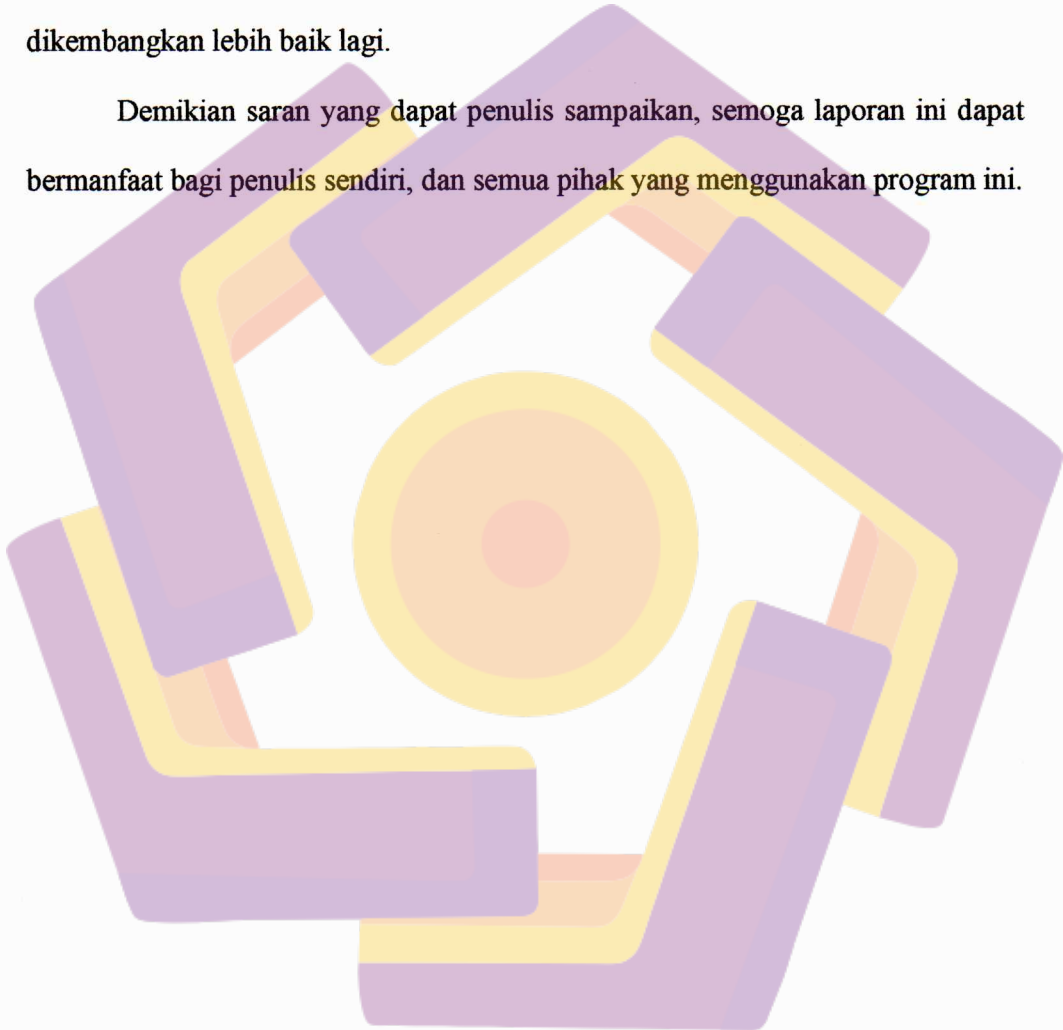 dikembangkan lebih baik lagi.
Demikian saran yang dapat penulis sampaikan, semoga laporan ini dapat
bermanfaat bagi penulis sendiri, dan semua pihak yang menggunakan program ini.